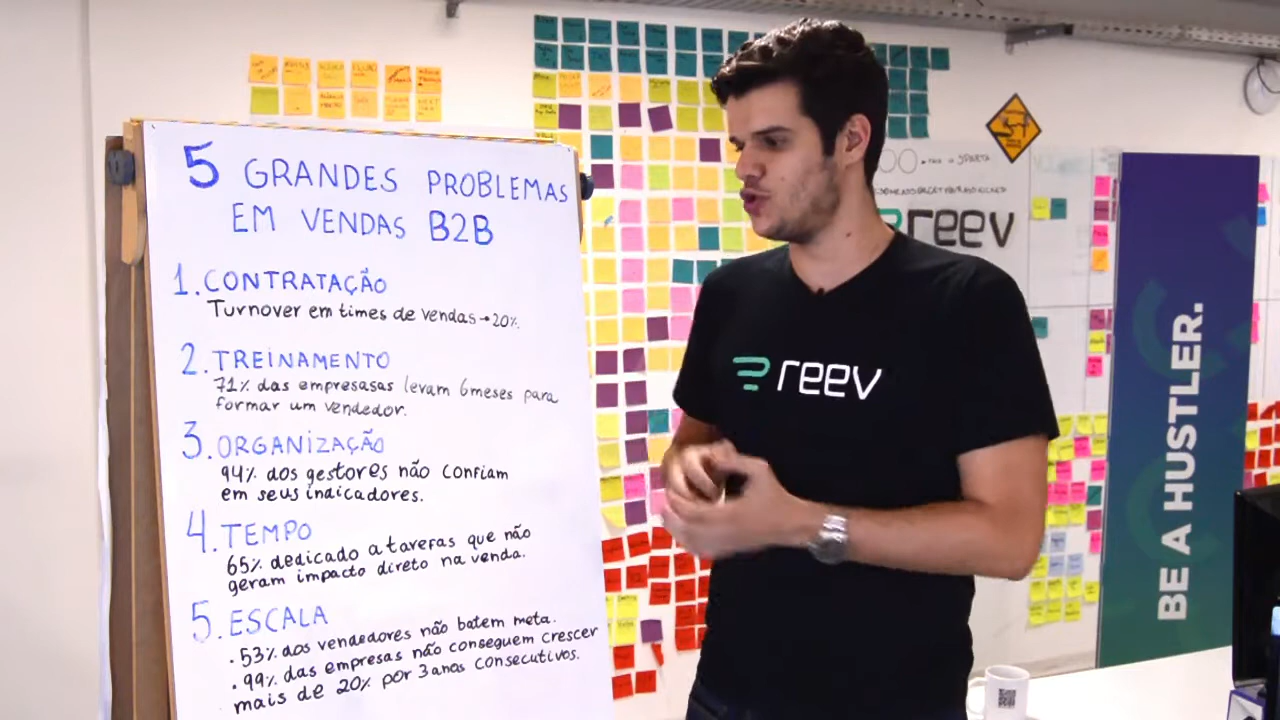 5 GRANDES PROBLEMAS
EM VENDAS B2B
1. CONTRATAÇÃO
Turnover em times de vendas → 20%.
2. TREINAMENTO
71% das empresasas levam 6 meses para
formar um vendedor.
3. ORGANIZAÇÃO
94% dos gestores não confiam
em seus indicadores.
4. TEMPO
65% dedicado a tarefas que não
geram impacto direto na venda.
5. ESCALA
. 53% dos vendedores não batem meta.
. 99% das empresas não conseguem crescer
mais de 20% por 3 anos consecutivos.
reev
reev
BE A HUSTLER.